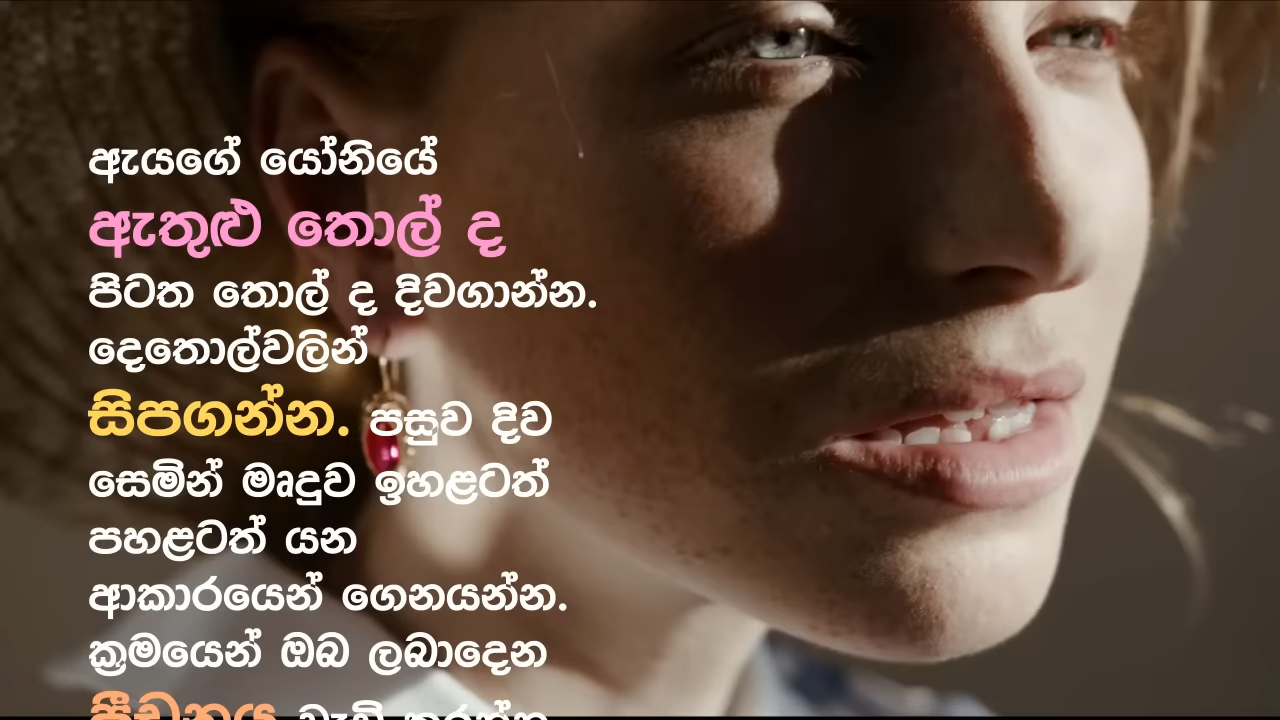 ඇයගේ යෝනියේ
ඇතුළු තොල් ද
පිටත තොල් ද දිවගාන්න.
දෙතොල්වලින්
සිපගන්න. පසුව දිව
සෙමින් මෘදුව ඉහළටත්
පහළටත් යන
ආකාරයෙන් ගෙනයන්න.
ක්‍රමයෙන් ඔබ ලබාදෙන